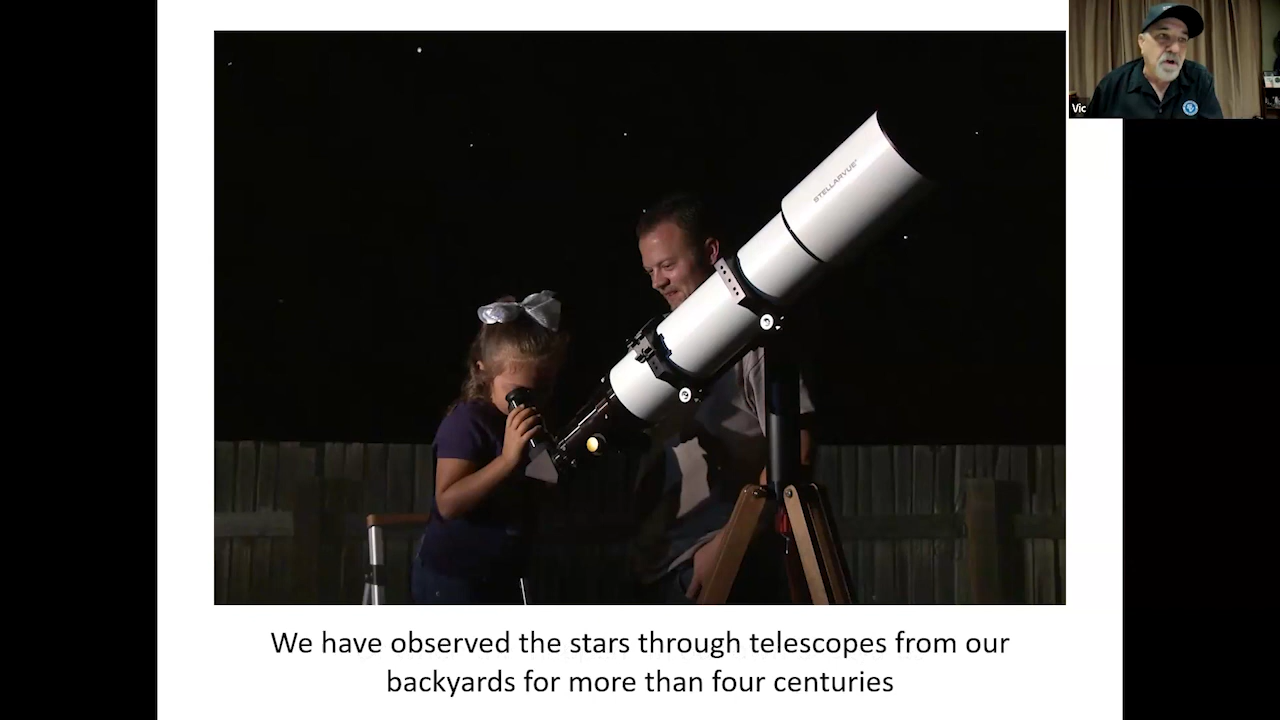 Vic
STELLARVUE
We have observed the stars through telescopes from our
backyards for more than four centuries